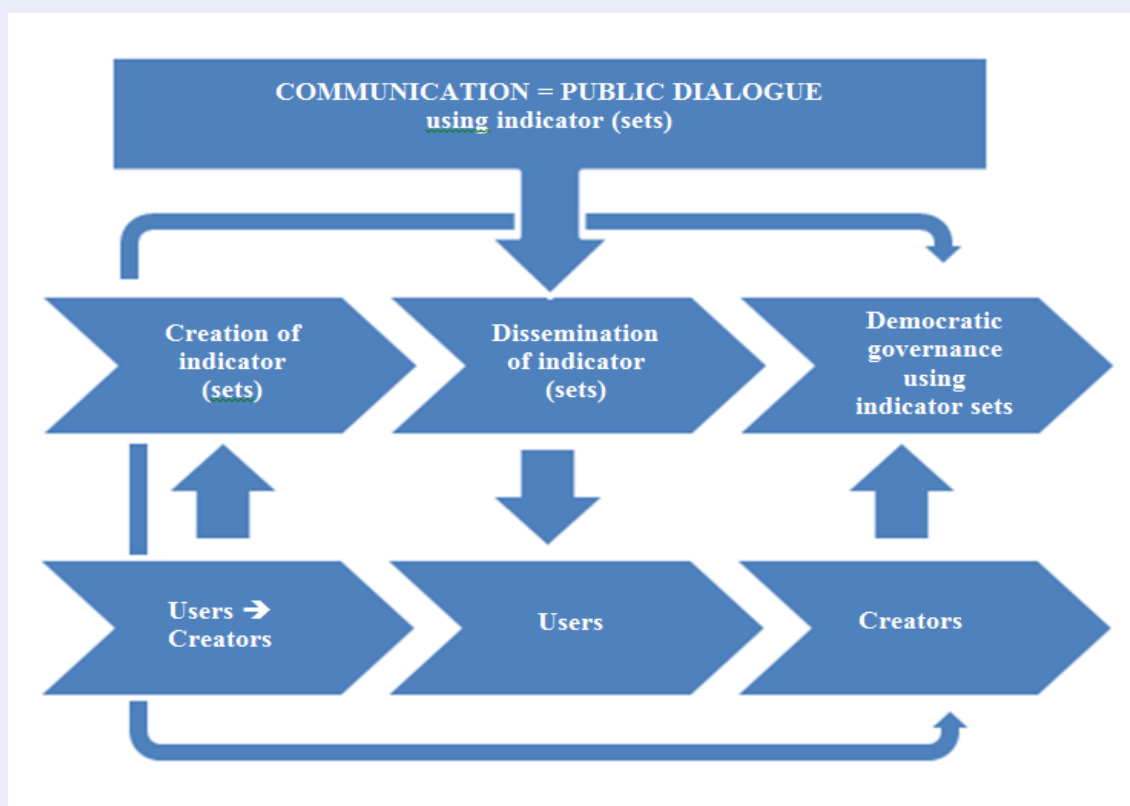 COMMUNICATION = PUBLIC DIALOGUE
using indicator (sets)
Creation of
indicator
(sets)
Dissemination
of indicator
(sets)
Democratic
governance
using
indicator sets
Users ➔
Creators
Users
Creators